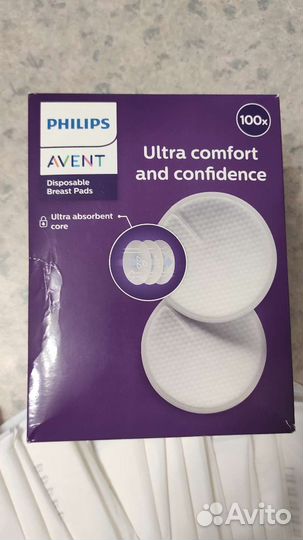 PHILIPS
AVENT
Disposable
Breast Pads
100x
Ultra comfort
and confidence
Ultra absorbent
core
Avito